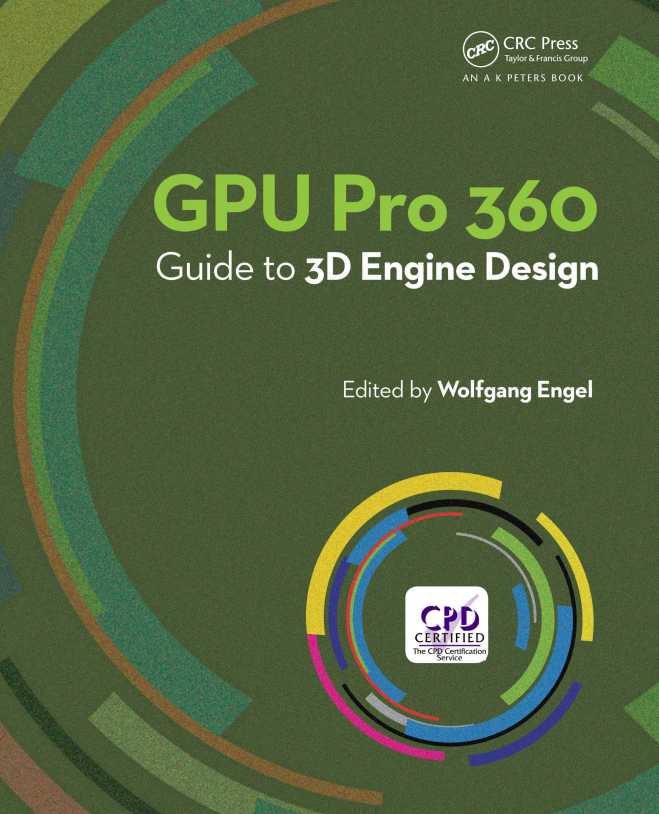 CRC
CRC Press
Taylor & Francis Group
AN A K PETERS BOOK
GPU Pro 360
Guide to 3D Engine Design
Edited by Wolfgang Engel
CPD
CERTIFIED
The CPD Certification
Service